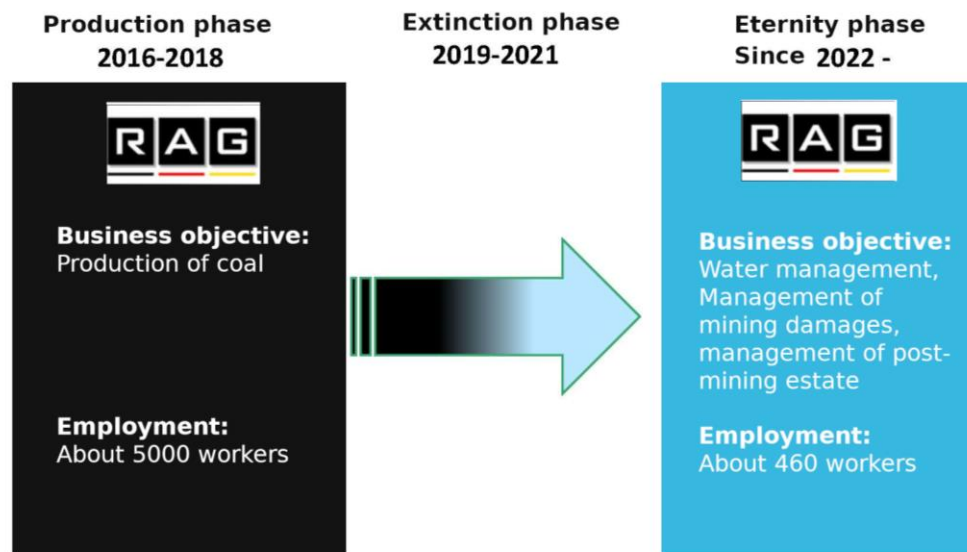 Production phase
2016-2018
RAG
Business objective:
Production of coal
Employment:
About 5000 workers
Extinction phase
2019-2021
Eternity phase
Since 2022 -
RAG
Business objective:
Water management,
Management of
mining damages,
management of post-
mining estate
Employment:
About 460 workers